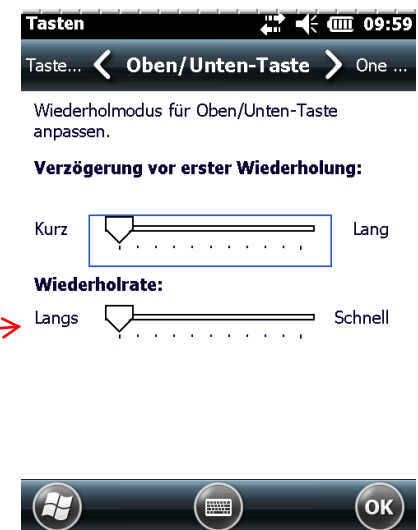 Tasten 09:59
Taste... Oben/Unten-Taste One ...
Wiederholmodus für Oben/Unten-Taste
anpassen.
Verzögerung vor erster Wiederholung:
Kurz Lang
Wiederholrate:
Langs Schnell
OK